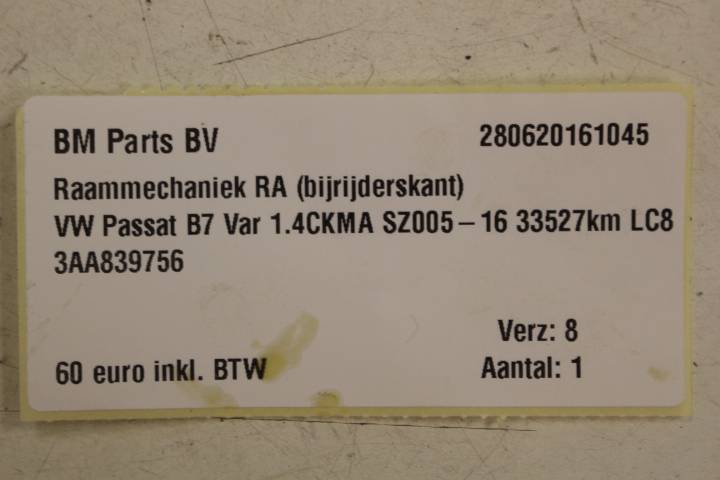 BM Parts BV 280620161045
Raammechaniek RA (bijrijderskant)
VW Passat B7 Var 1.4CKMA SZ005-16 33527km LC8
3AA839756
Verz: 8
60 euro inkl. BTW Aantal: 1